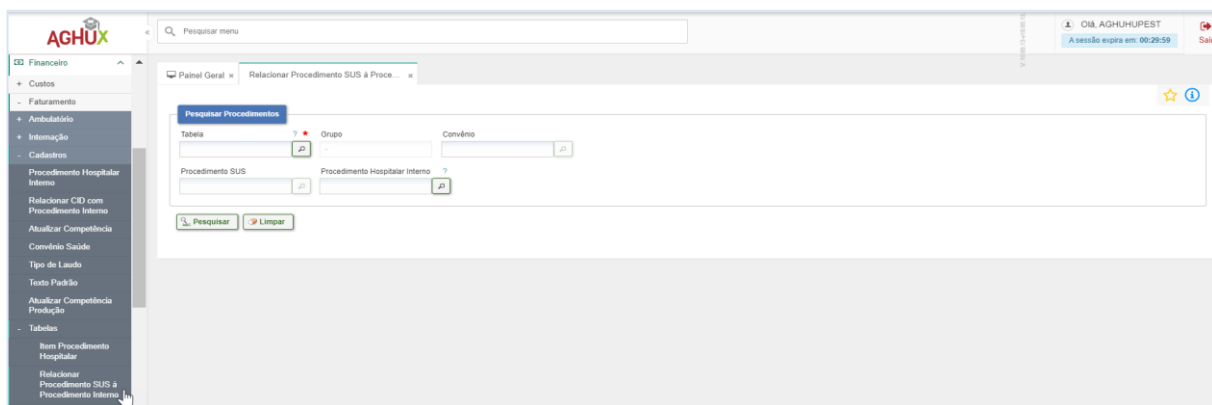 AGHUX
«
Pesquisar menu
Olá, AGHUHUPEST
A sessão expira em: 00:29:59
Sair
Financeiro
+ Custos
- Faturamento
+ Ambulatório
+ Internação
- Cadastros
Procedimento Hospitalar
Interno
Relacionar CID com
Procedimento Interno
Atualizar Competência
Convênio Saúde
Tipo de Laudo
Texto Padrão
Atualizar Competência
Produção
- Tabelas
Item Procedimento
Hospitalar
Relacionar
Procedimento SUS à
Procedimento Interno
Painel Geral ×
Relacionar Procedimento SUS à Proce... ×
Pesquisar Procedimentos
Tabela ? * Grupo Convênio
-
Procedimento SUS Procedimento Hospitalar Interno ?
Pesquisar Limpar